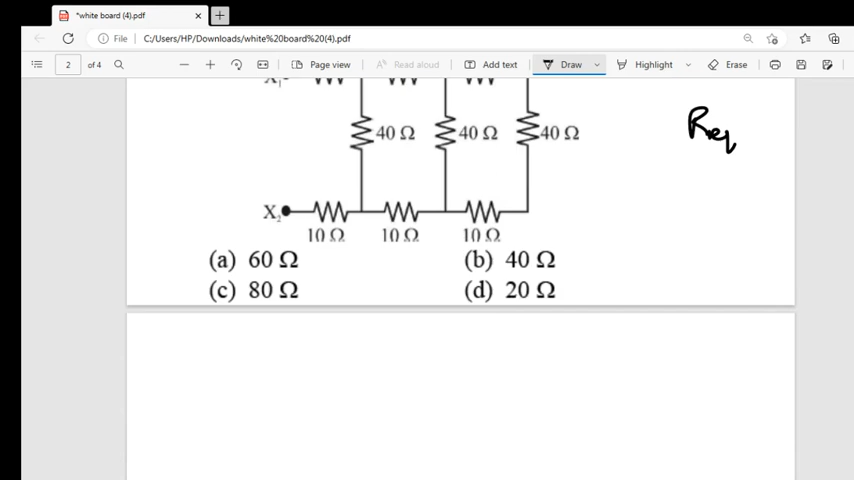 *white board (4).pdf
File C:/Users/HP/Downloads/white%20board%20(4).pdf
2 of 4 Page view Read aloud Add text Draw Highlight Erase
X₁
40 Ω 40 Ω 40 Ω
Req
X₂
10 Ω 10 Ω 10 Ω
(a) 60 Ω (b) 40 Ω
(c) 80 Ω (d) 20 Ω